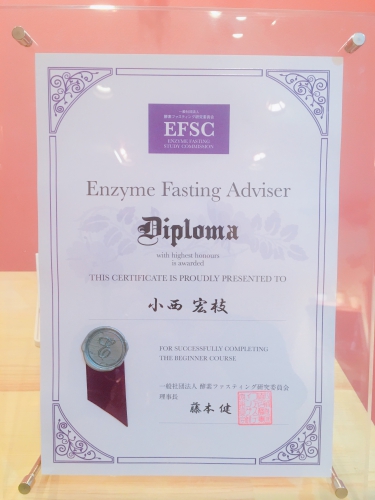 一般社団法人
酵素ファスティング研究委員会
EFSC
ENZYME FASTING
STUDY COMMISSION
Enzyme Fasting Adviser
Diploma
with highest honours
is awarded
THIS CERTIFICATE IS PROUDLY PRESENTED TO
小西 宏枝
FOR SUCCESSFULLY COMPLETING
THE BEGINNER COURSE
一般社団法人 酵素ファスティング研究委員会
理事長
藤本 健